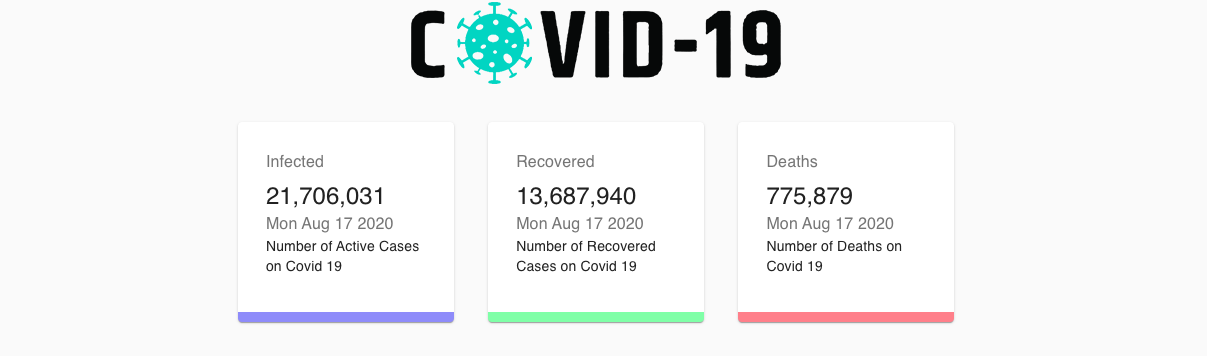 COVID-19
Infected
21,706,031
Mon Aug 17 2020
Number of Active Cases
on Covid 19
Recovered
13,687,940
Mon Aug 17 2020
Number of Recovered
Cases on Covid 19
Deaths
775,879
Mon Aug 17 2020
Number of Deaths on
Covid 19